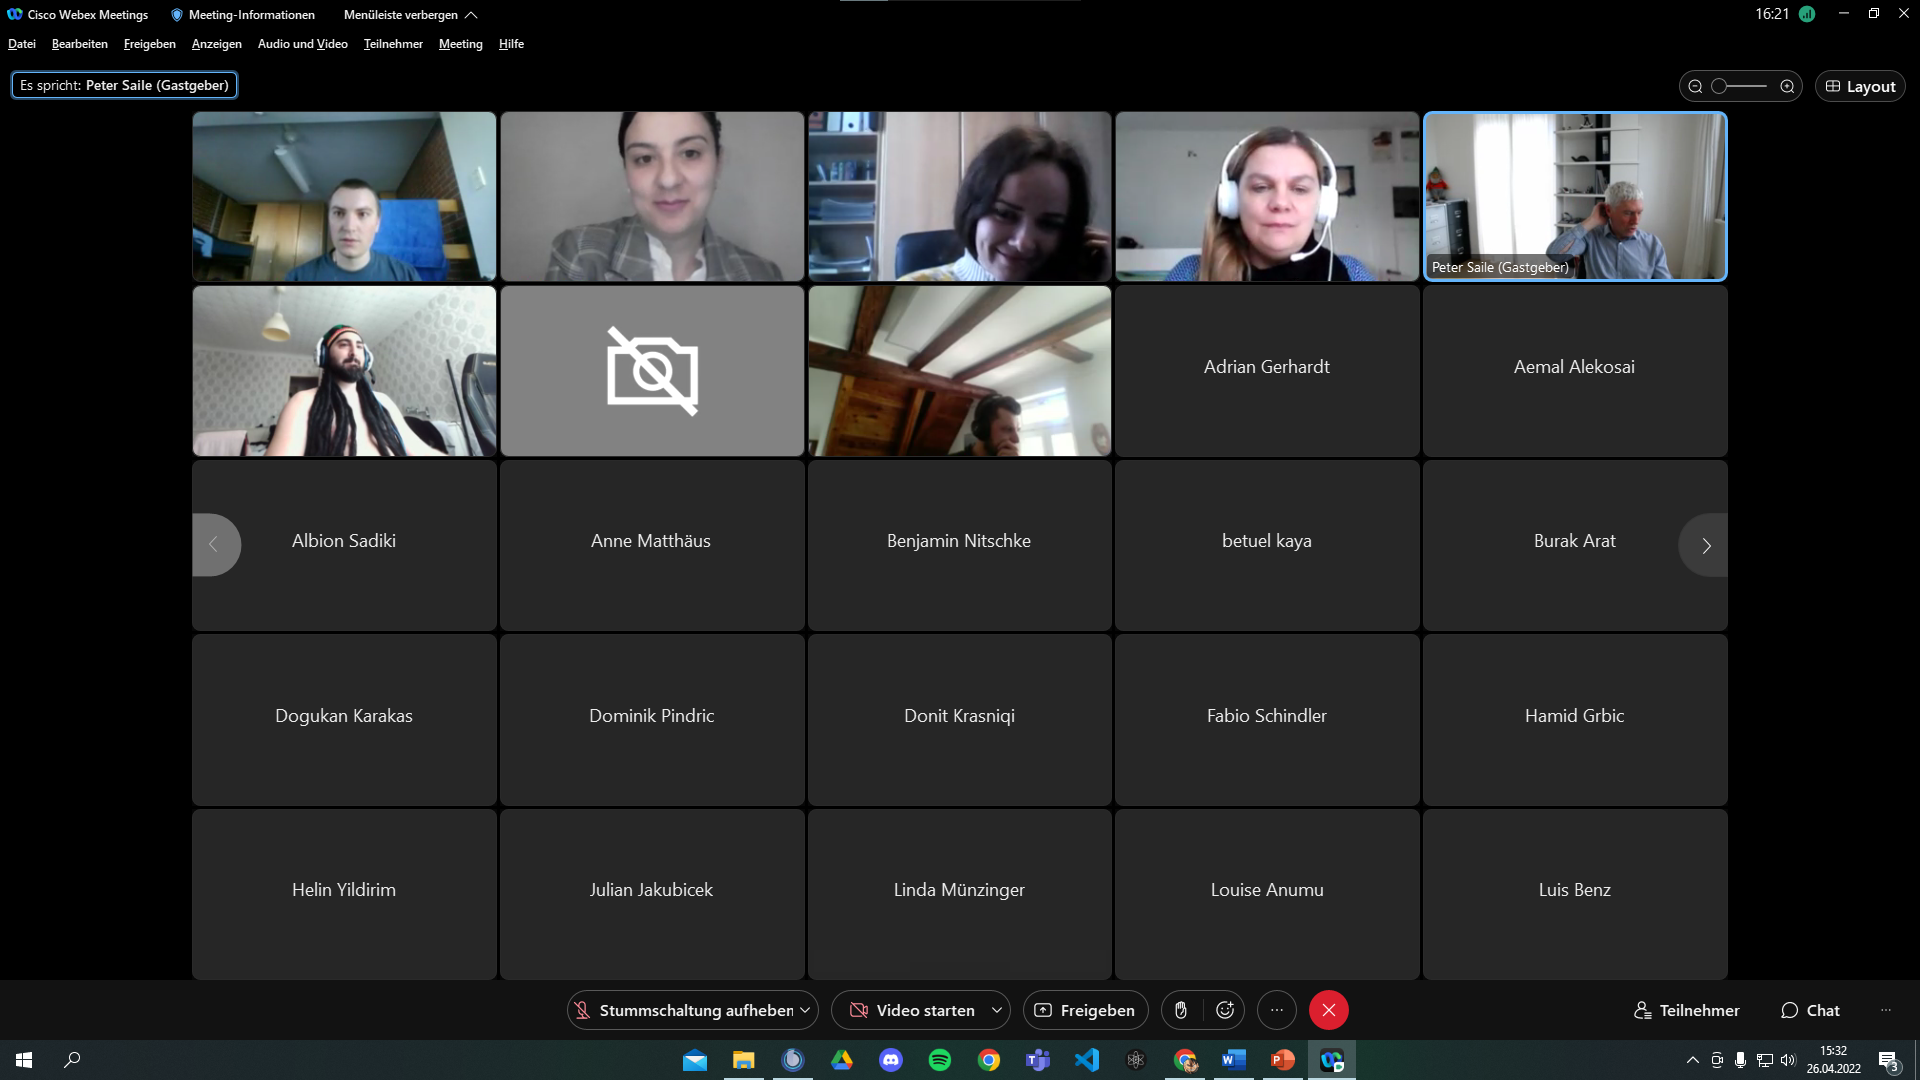 Cisco Webex Meetings Meeting-Informationen Menüleiste verbergen 16:21
Datei Bearbeiten Freigeben Anzeigen Audio und Video Teilnehmer Meeting Hilfe
Es spricht: Peter Saile (Gastgeber)
Layout
Peter Saile (Gastgeber)
Adrian Gerhardt
Aemal Alekosai
Albion Sadiki
Anne Matthäus
Benjamin Nitschke
betuel kaya
Burak Arat
Dogukan Karakas
Dominik Pindric
Donit Krasniqi
Fabio Schindler
Hamid Grbic
Helin Yildirim
Julian Jakubicek
Linda Münzinger
Louise Anumu
Luis Benz
Stummschaltung aufheben
Video starten
Freigeben
Teilnehmer
Chat
15:32
26.04.2022
3